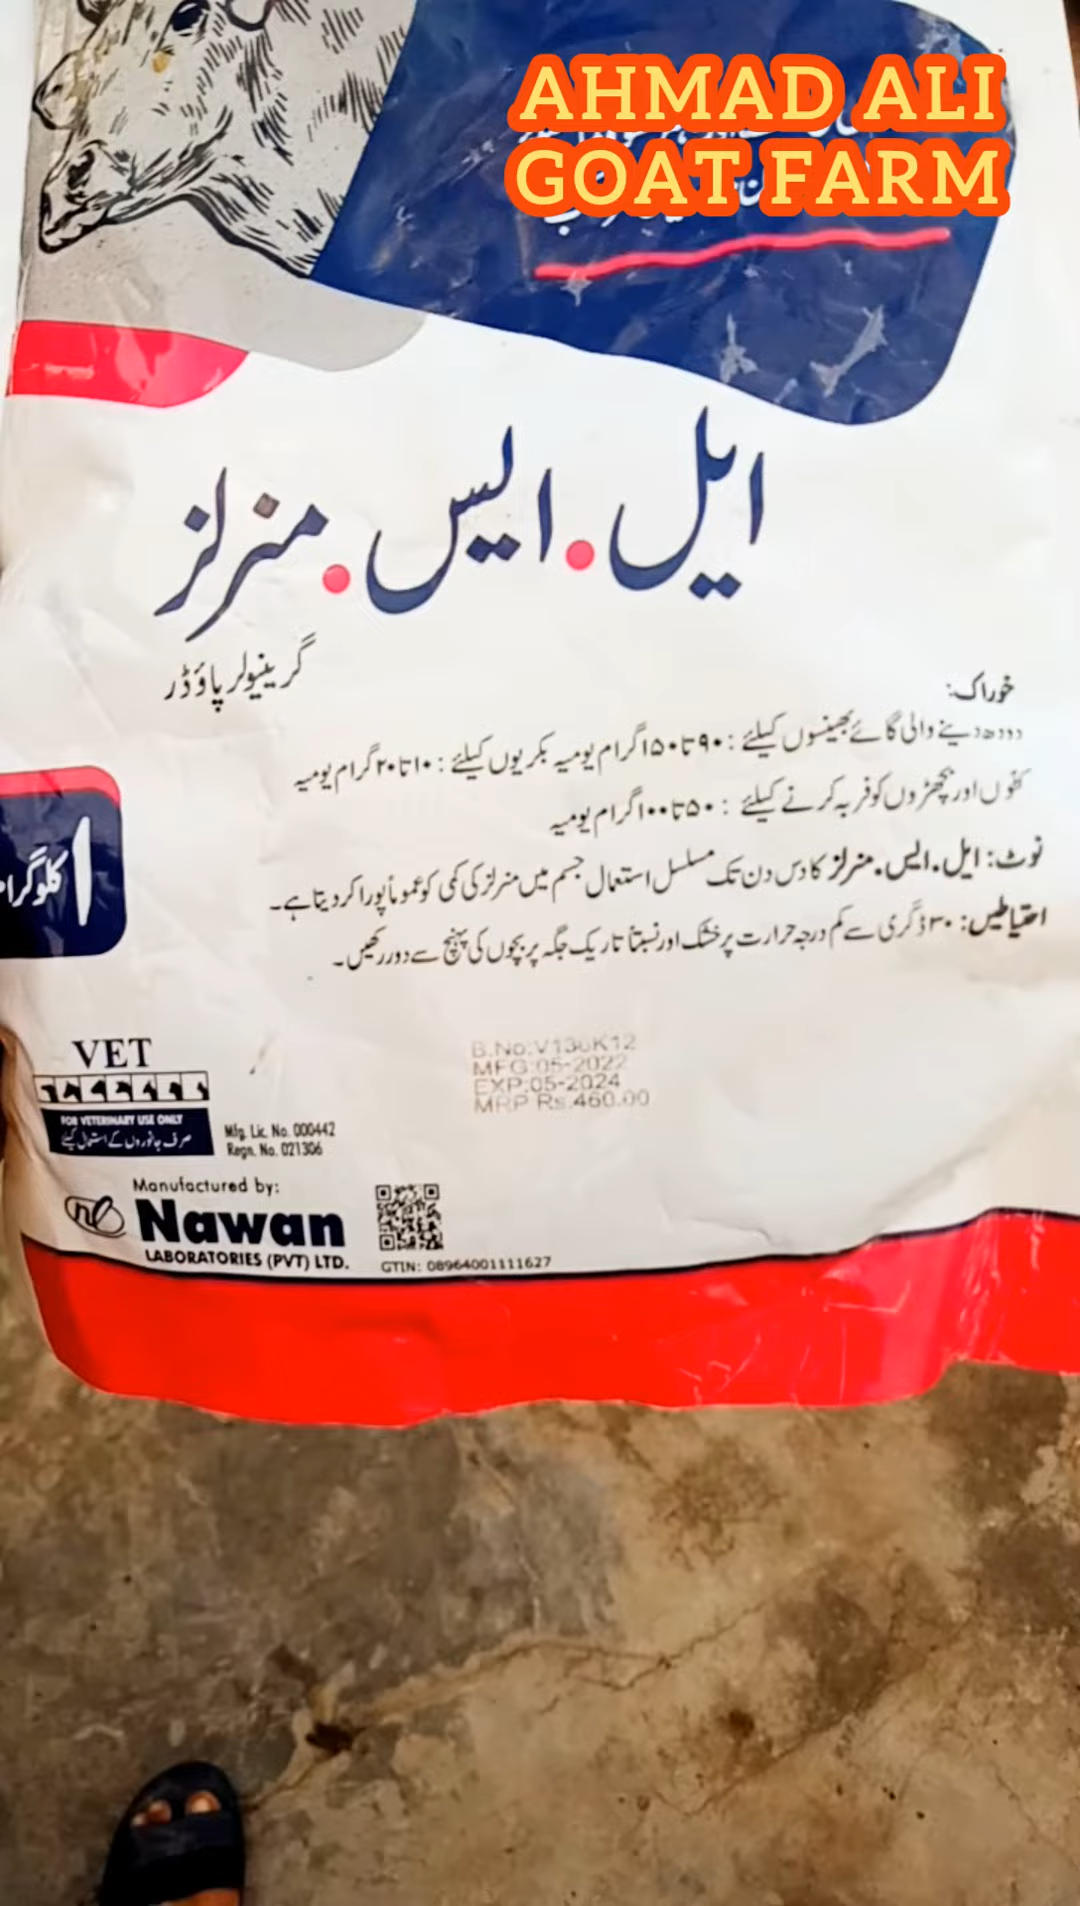 AHMAD ALI
GOAT FARM
ایل.ایس.منرلز
گرینیولر پاؤڈر
خوراک:
دودھ دینے والی گائے بھینسوں کیلئے: ۹۰ تا ۱۵۰ گرام یومیہ بکریوں کیلئے: ۱۰ تا ۲۰ گرام یومیہ
کٹوں اور بچھڑوں کو فربہ کرنے کیلئے: ۵۰ تا ۱۰۰ گرام یومیہ
نوٹ: ایل.ایس.منرلز کا دس دن تک مسلسل استعمال جسم میں منرلز کی کمی کو عموماً پورا کر دیتا ہے۔
احتیاطیں: ۳۰ ڈگری سے کم درجہ حرارت پر خشک اور نسبتاً تاریک جگہ پر بچوں کی پہنچ سے دور رکھیں۔
۱ کلوگرام
VET
FOR VETERINARY USE ONLY
صرف جانوروں کے استعمال کیلئے
Mfg. Lic. No. 000442
Regn. No. 021306
B.No:V136K12
MFG:05-2022
EXP:05-2024
MRP Rs.460.00
Manufactured by:
Nawan
LABORATORIES (PVT) LTD.
GTIN: 08964001111627